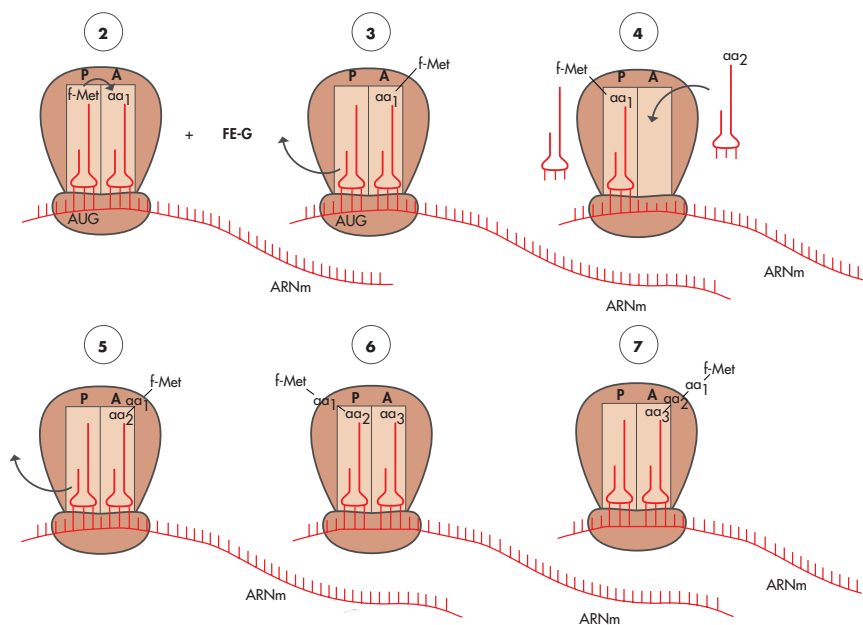 2
P A
f-Met aa1
+ FE-G
AUG
ARNm
3
P A
f-Met
aa1
AUG
ARNm
4
P A
f-Met
aa1
aa2
ARNm
5
P A
f-Met
aa1
aa2
ARNm
6
P A
f-Met
aa1
aa2 aa3
ARNm
7
P A
f-Met
aa1
aa2
aa3
ARNm